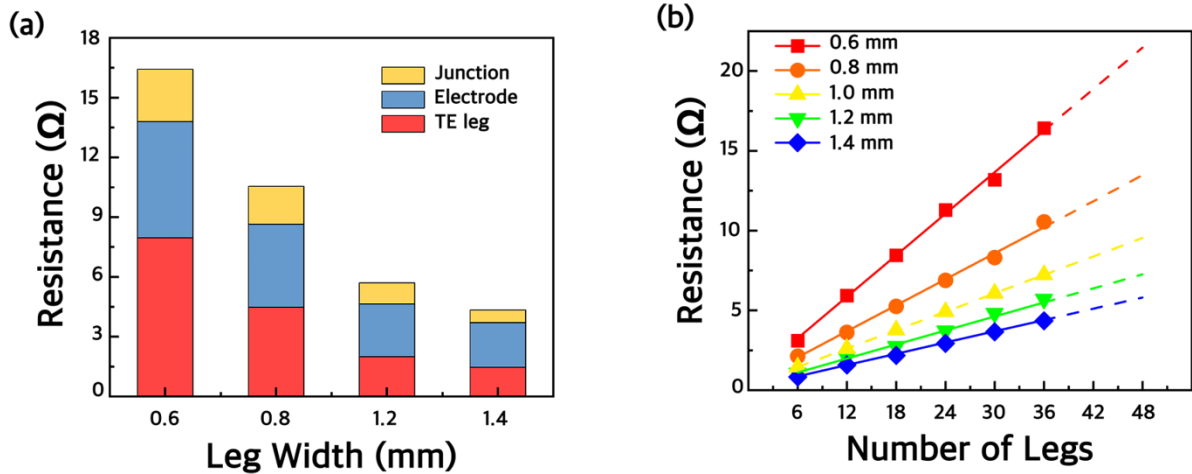 (a)
18
15
12
9
6
3
0
Resistance (Ω)
Junction
Electrode
TE leg
0.6
0.8
1.2
1.4
Leg Width (mm)
(b)
20
15
10
5
0
Resistance (Ω)
0.6 mm
0.8 mm
1.0 mm
1.2 mm
1.4 mm
6
12
18
24
30
36
42
48
Number of Legs